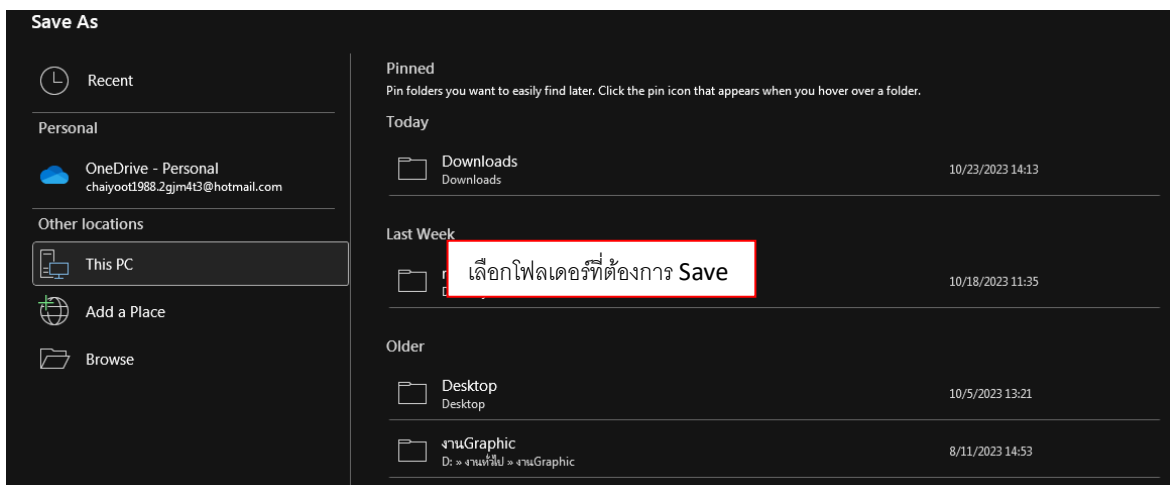 Save As
Recent
Personal
OneDrive - Personal
chaiyoot1988.2gjm4t3@hotmail.com
Other locations
This PC
Add a Place
Browse
Pinned
Pin folders you want to easily find later. Click the pin icon that appears when you hover over a folder.
Today
Downloads
Downloads
10/23/2023 14:13
Last Week
เลือกโฟลเดอร์ที่ต้องการ Save
10/18/2023 11:35
Older
Desktop
Desktop
10/5/2023 13:21
งานGraphic
D: » งานทั่วไป » งานGraphic
8/11/2023 14:53